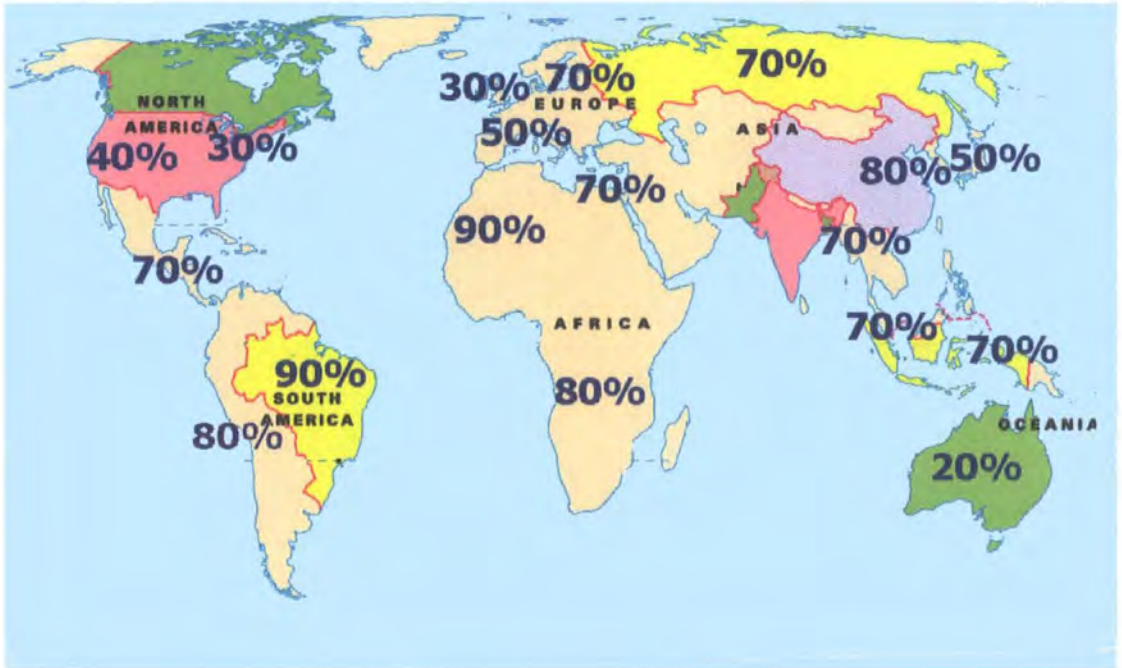 70%
30%
70%
NORTH
EUROPE
AMERICA
ASIA
50%
40%
30%
80%
50%
70%
90%
70%
70%
AFRICA
70%
70%
90%
80%
SOUTH
AMERICA
OCEANIA
80%
20%